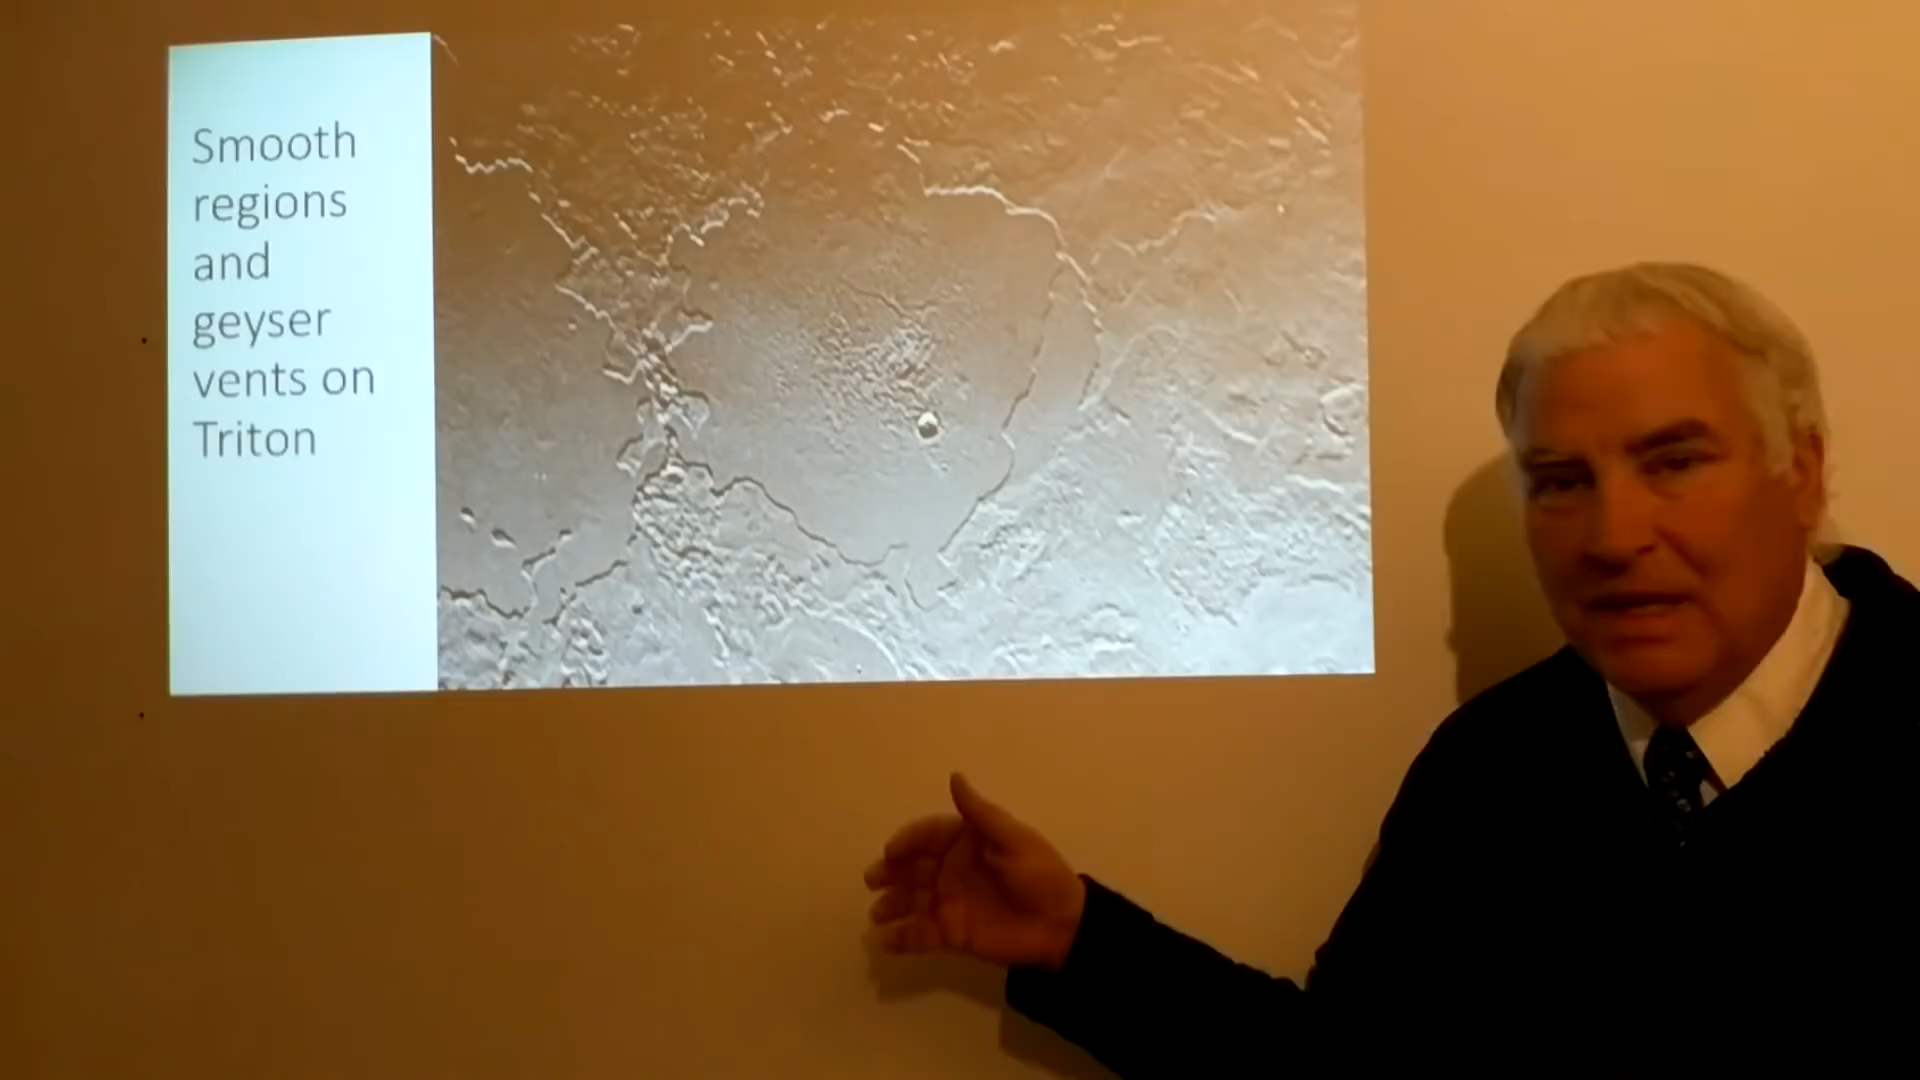 Smooth
regions
and
geyser
vents on
Triton